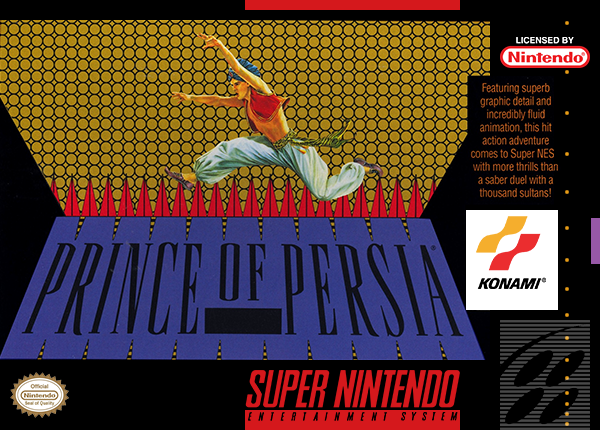 LICENSED BY
Nintendo®
Featuring superb
graphic detail and
incredibly fluid
animation, this hit
action adventure
comes to Super NES
with more thrills than
a saber duel with a
thousand sultans!
PRINCE OF PERSIA®
KONAMI®
Official
Nintendo
Seal of Quality
SUPER NINTENDO
ENTERTAINMENT SYSTEM